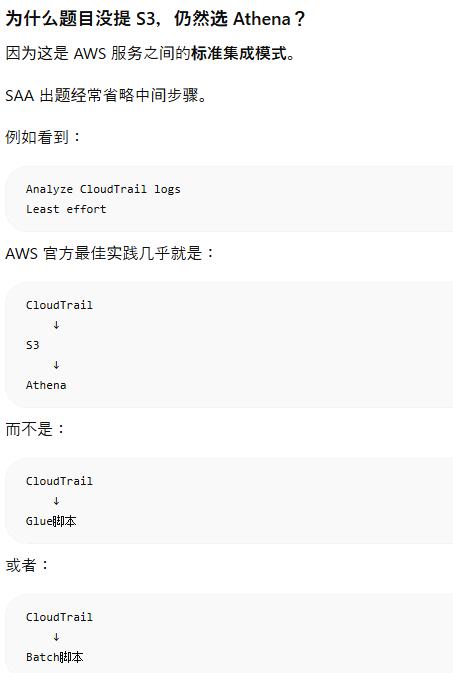 为什么题目没提 S3，仍然选 Athena？
因为这是 AWS 服务之间的标准集成模式。
SAA 出题经常省略中间步骤。
例如看到：
Analyze CloudTrail logs
Least effort
AWS 官方最佳实践几乎就是：
CloudTrail
↓
S3
↓
Athena
而不是：
CloudTrail
↓
Glue脚本
或者：
CloudTrail
↓
Batch脚本